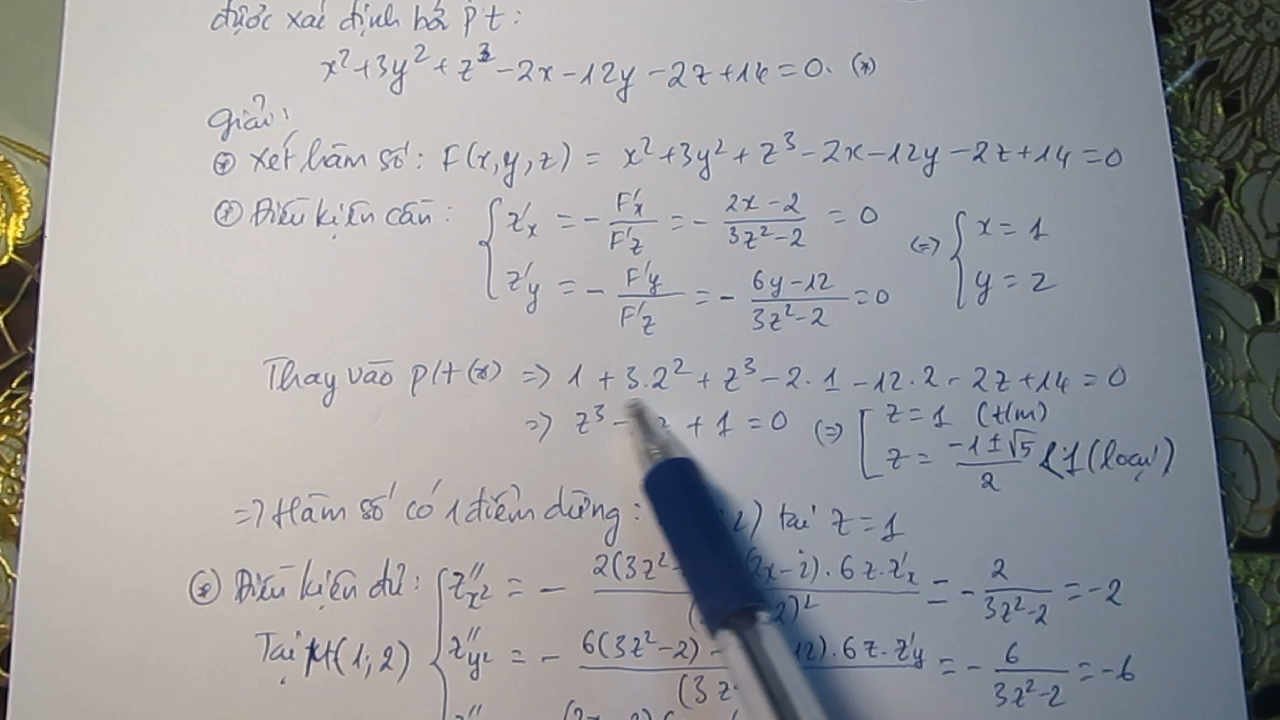 được xác định bởi pt:
x² + 3y² + z³ - 2x - 12y - 2z + 14 = 0. (*)
Giải:
⊕ Xét hàm số: F(x,y,z) = x² + 3y² + z³ - 2x - 12y - 2z + 14 = 0
⊕ Điều kiện cần: { z'x = - F'x / F'z = - (2x - 2) / (3z² - 2) = 0
z'y = - F'y / F'z = - (6y - 12) / (3z² - 2) = 0 <=> { x = 1
y = 2
Thay vào pt (*) => 1 + 3.2² + z³ - 2.1 - 12.2 - 2z + 14 = 0
=> z³ - + 1 = 0 <=> [ z = 1 (t/m)
z = (-1 ± √5) / 2 < 1 (loại)
=> Hàm số có 1 điểm dừng: 2) tại z = 1
⊛ Điều kiện đủ: { z''x² = - 2(3z² - (2x - 2).6z.z'x / ( 2)² = - 2 / (3z² - 2) = -2
Tại M(1; 2) z''y² = - 6(3z² - 2) - 12).6z.z'y / (3z = - 6 / (3z² - 2) = -6